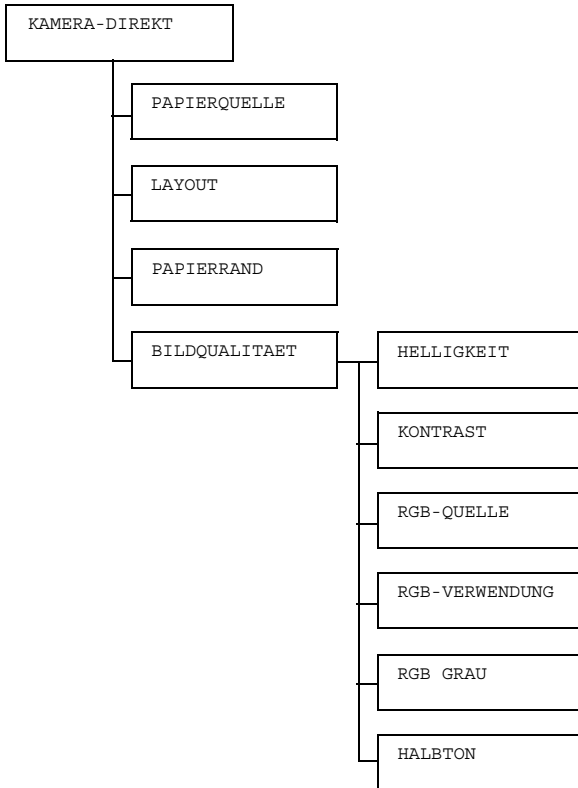 KAMERA-DIREKT
PAPIERQUELLE
LAYOUT
PAPIERRAND
BILDQUALITAET
HELLIGKEIT
KONTRAST
RGB-QUELLE
RGB-VERWENDUNG
RGB GRAU
HALBTON